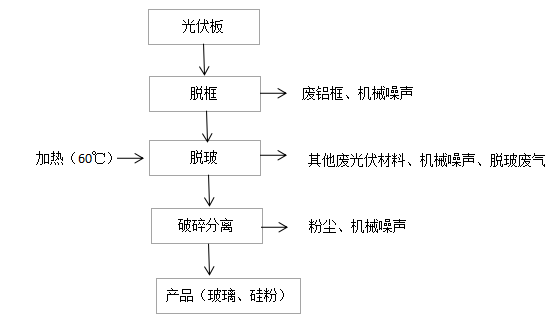 光伏板
脱框
废铝框、机械噪声
加热（60℃）
脱玻
其他废光伏材料、机械噪声、脱玻废气
破碎分离
粉尘、机械噪声
产品（玻璃、硅粉）